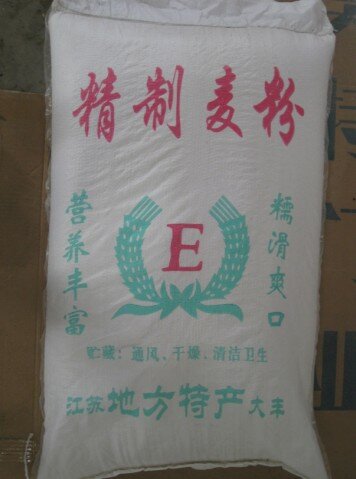 精制麦粉
营养丰富
E
糯滑爽口
贮藏：通风、干燥、清洁卫生
江苏地方特产大丰